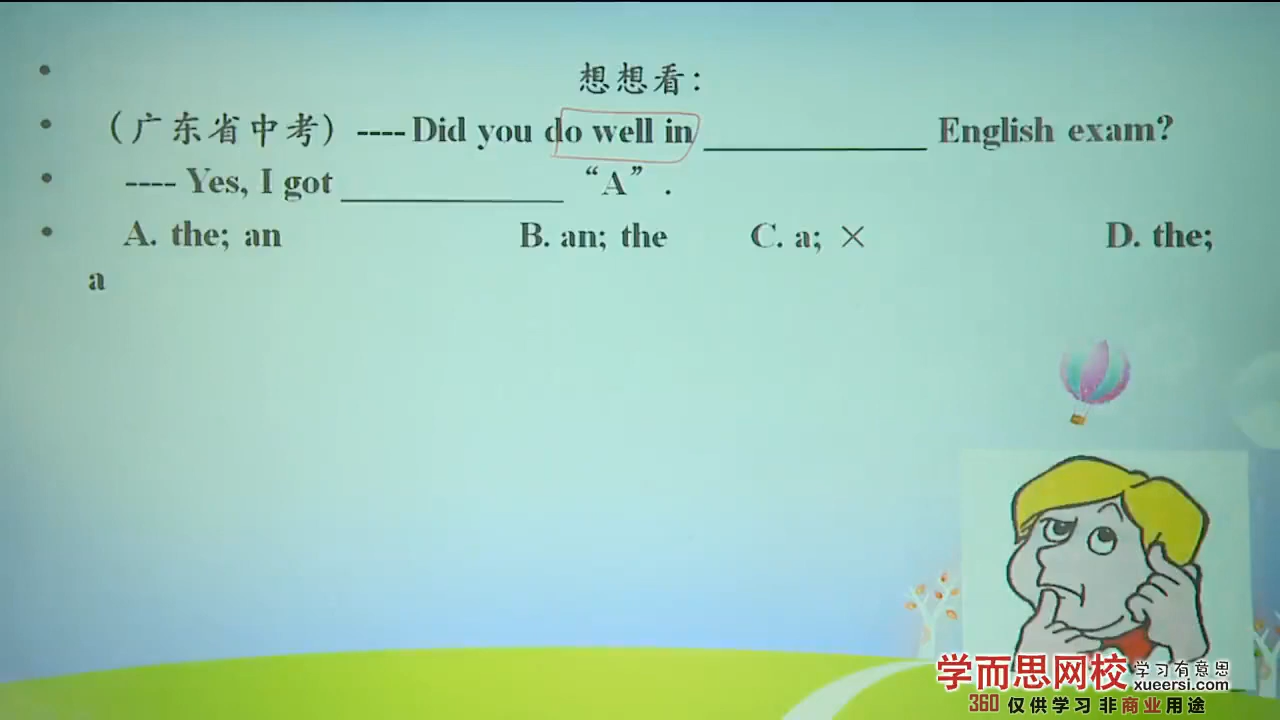 想想看：
（广东省中考）----Did you do well in ____________ English exam?
---- Yes, I got ____________ “A” .
A. the; an B. an; the C. a; × D. the;
a
学而思网校 学习有意思
xueersi.com
360 仅供学习 非商业用途